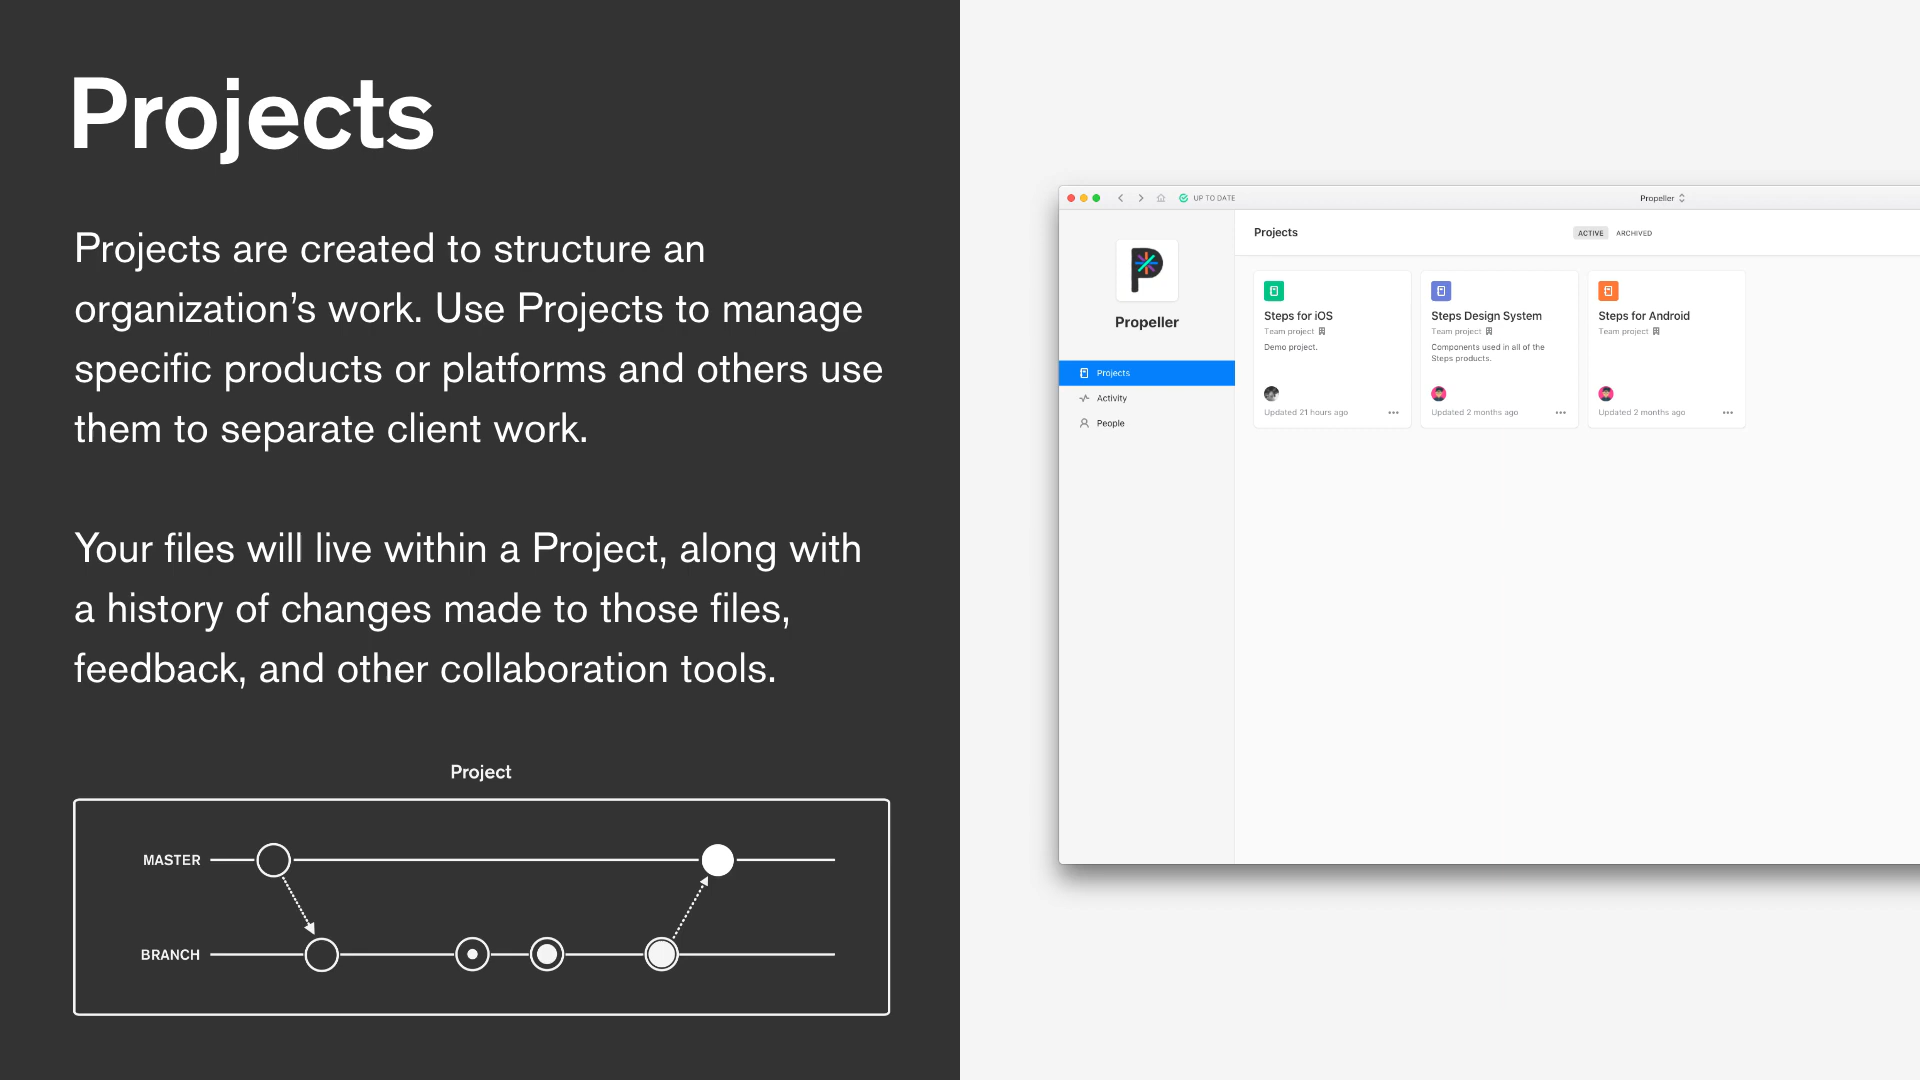 Projects
Projects are created to structure an
organization’s work. Use Projects to manage
specific products or platforms and others use
them to separate client work.
Your files will live within a Project, along with
a history of changes made to those files,
feedback, and other collaboration tools.
Project
MASTER
BRANCH
UP TO DATE
Propeller
Propeller
Projects
Activity
People
Projects
ACTIVE ARCHIVED
Steps for iOS
Team project
Demo project.
Updated 21 hours ago
Steps Design System
Team project
Components used in all of the
Steps products.
Updated 2 months ago
Steps for Android
Team project
Updated 2 months ago